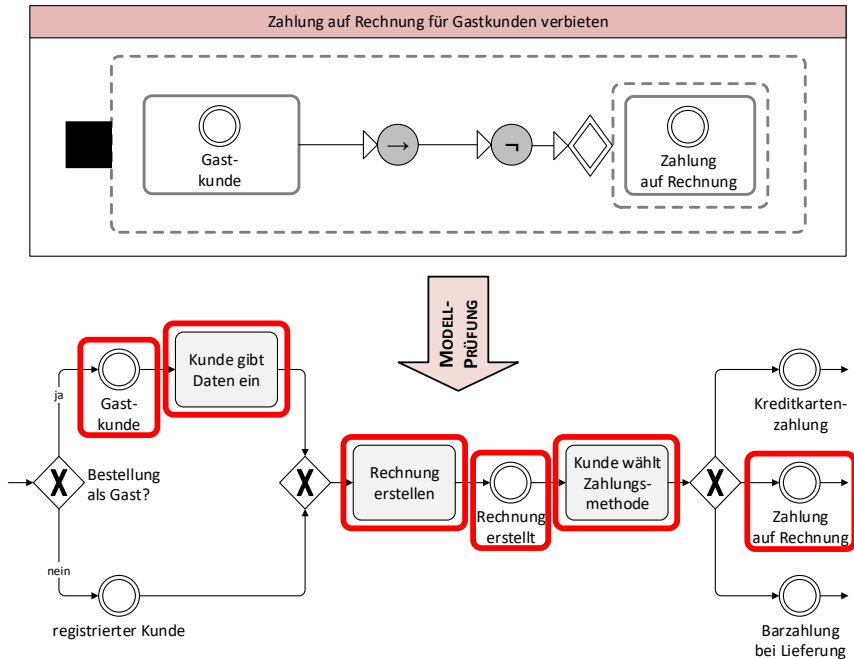 Zahlung auf Rechnung für Gastkunden verbieten
Gast-
kunde
→
¬
Zahlung
auf Rechnung
MODELL-
PRÜFUNG
ja
Gast-
kunde
Kunde gibt
Daten ein
X
Bestellung
als Gast?
nein
registrierter Kunde
X
Rechnung
erstellen
Rechnung
erstellt
Kunde wählt
Zahlungs-
methode
X
Kreditkarten-
zahlung
Zahlung
auf Rechnung
Barzahlung
bei Lieferung